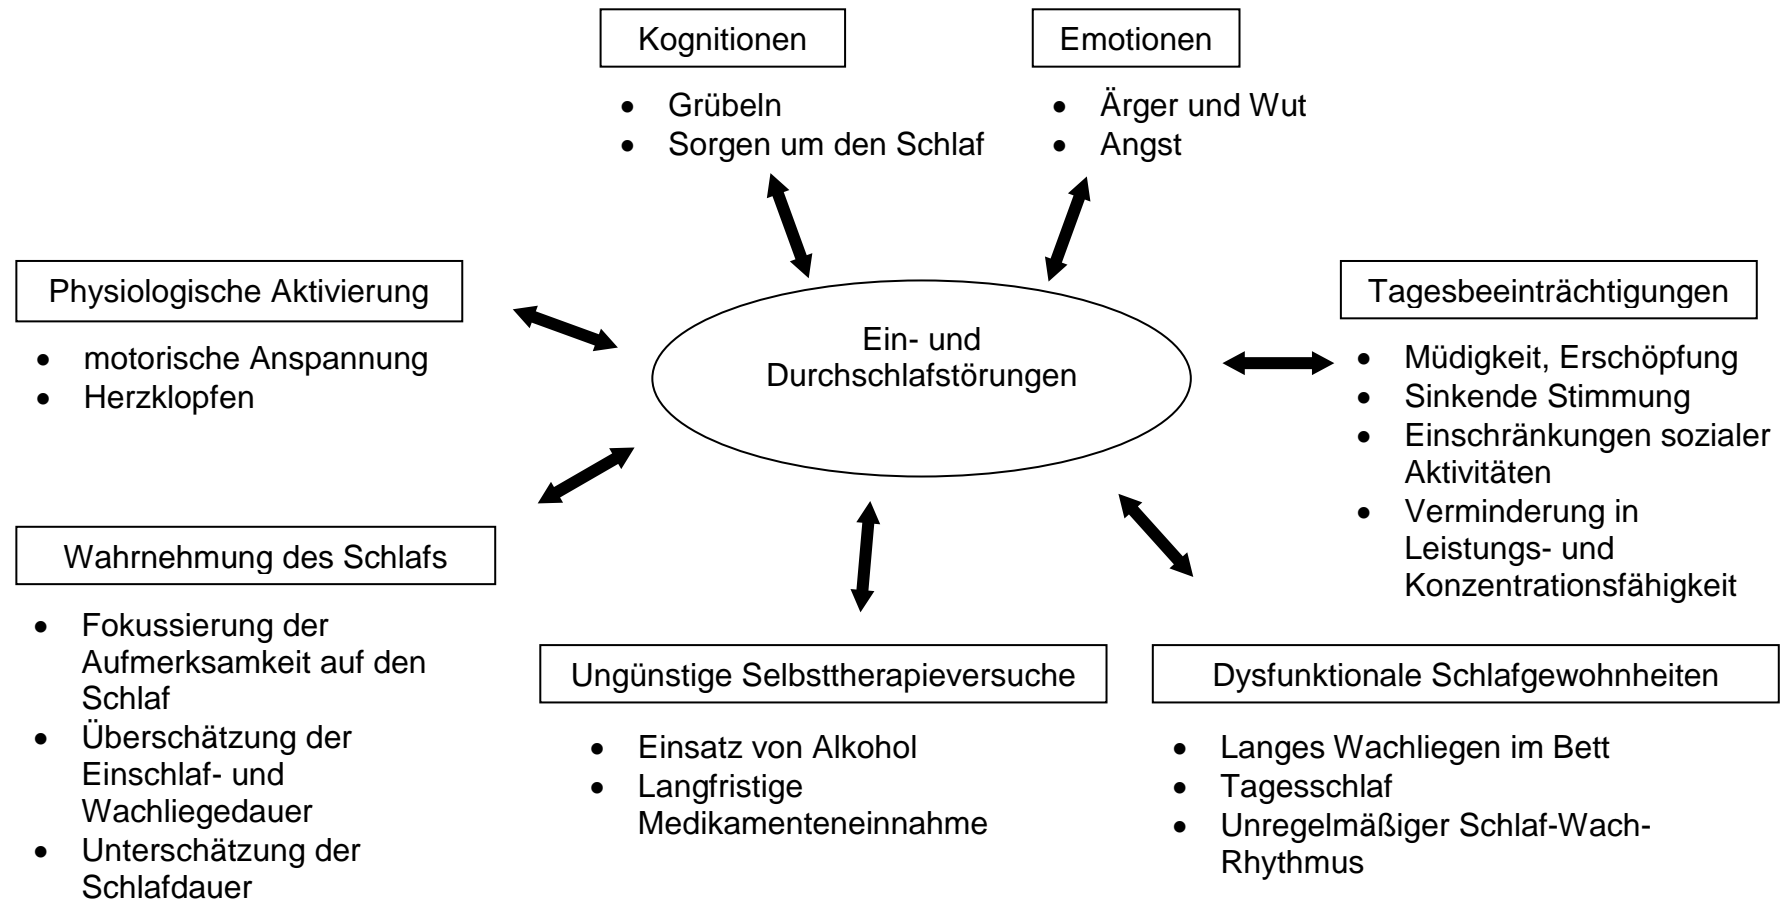 Kognitionen
Grübeln
Sorgen um den Schlaf
Emotionen
Ärger und Wut
Angst
Physiologische Aktivierung
motorische Anspannung
Herzklopfen
Ein- und
Durchschlafstörungen
Tagesbeeinträchtigungen
Müdigkeit, Erschöpfung
Sinkende Stimmung
Einschränkungen sozialer
Aktivitäten
Verminderung in
Leistungs- und
Konzentrationsfähigkeit
Wahrnehmung des Schlafs
Fokussierung der
Aufmerksamkeit auf den
Schlaf
Überschätzung der
Einschlaf- und
Wachliegedauer
Unterschätzung der
Schlafdauer
Ungünstige Selbsttherapieversuche
Einsatz von Alkohol
Langfristige
Medikamenteneinnahme
Dysfunktionale Schlafgewohnheiten
Langes Wachliegen im Bett
Tagesschlaf
Unregelmäßiger Schlaf-Wach-
Rhythmus